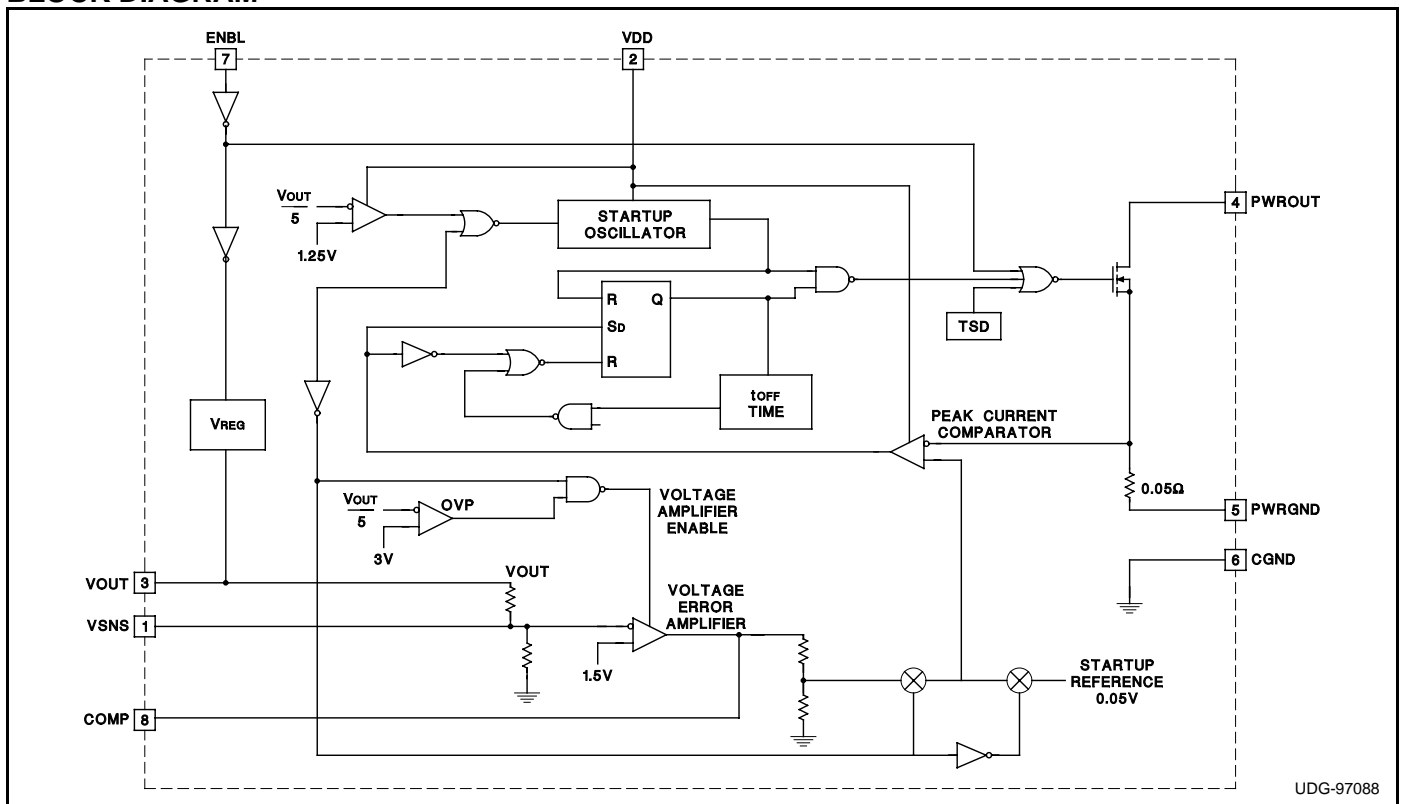 BLOCK DIAGRAM
ENBL
7
VDD
2
VOUT
5
1.25V
STARTUP
OSCILLATOR
4 PWROUT
R Q
SD
R
TSD
tOFF
TIME
VREG
PEAK CURRENT
COMPARATOR
0.05Ω
5 PWRGND
VOUT
5
OVP
3V
VOLTAGE
AMPLIFIER
ENABLE
6 CGND
VOUT 3
VOUT
VSNS 1
VOLTAGE
ERROR
AMPLIFIER
1.5V
STARTUP
REFERENCE
0.05V
COMP 8
UDG-97088